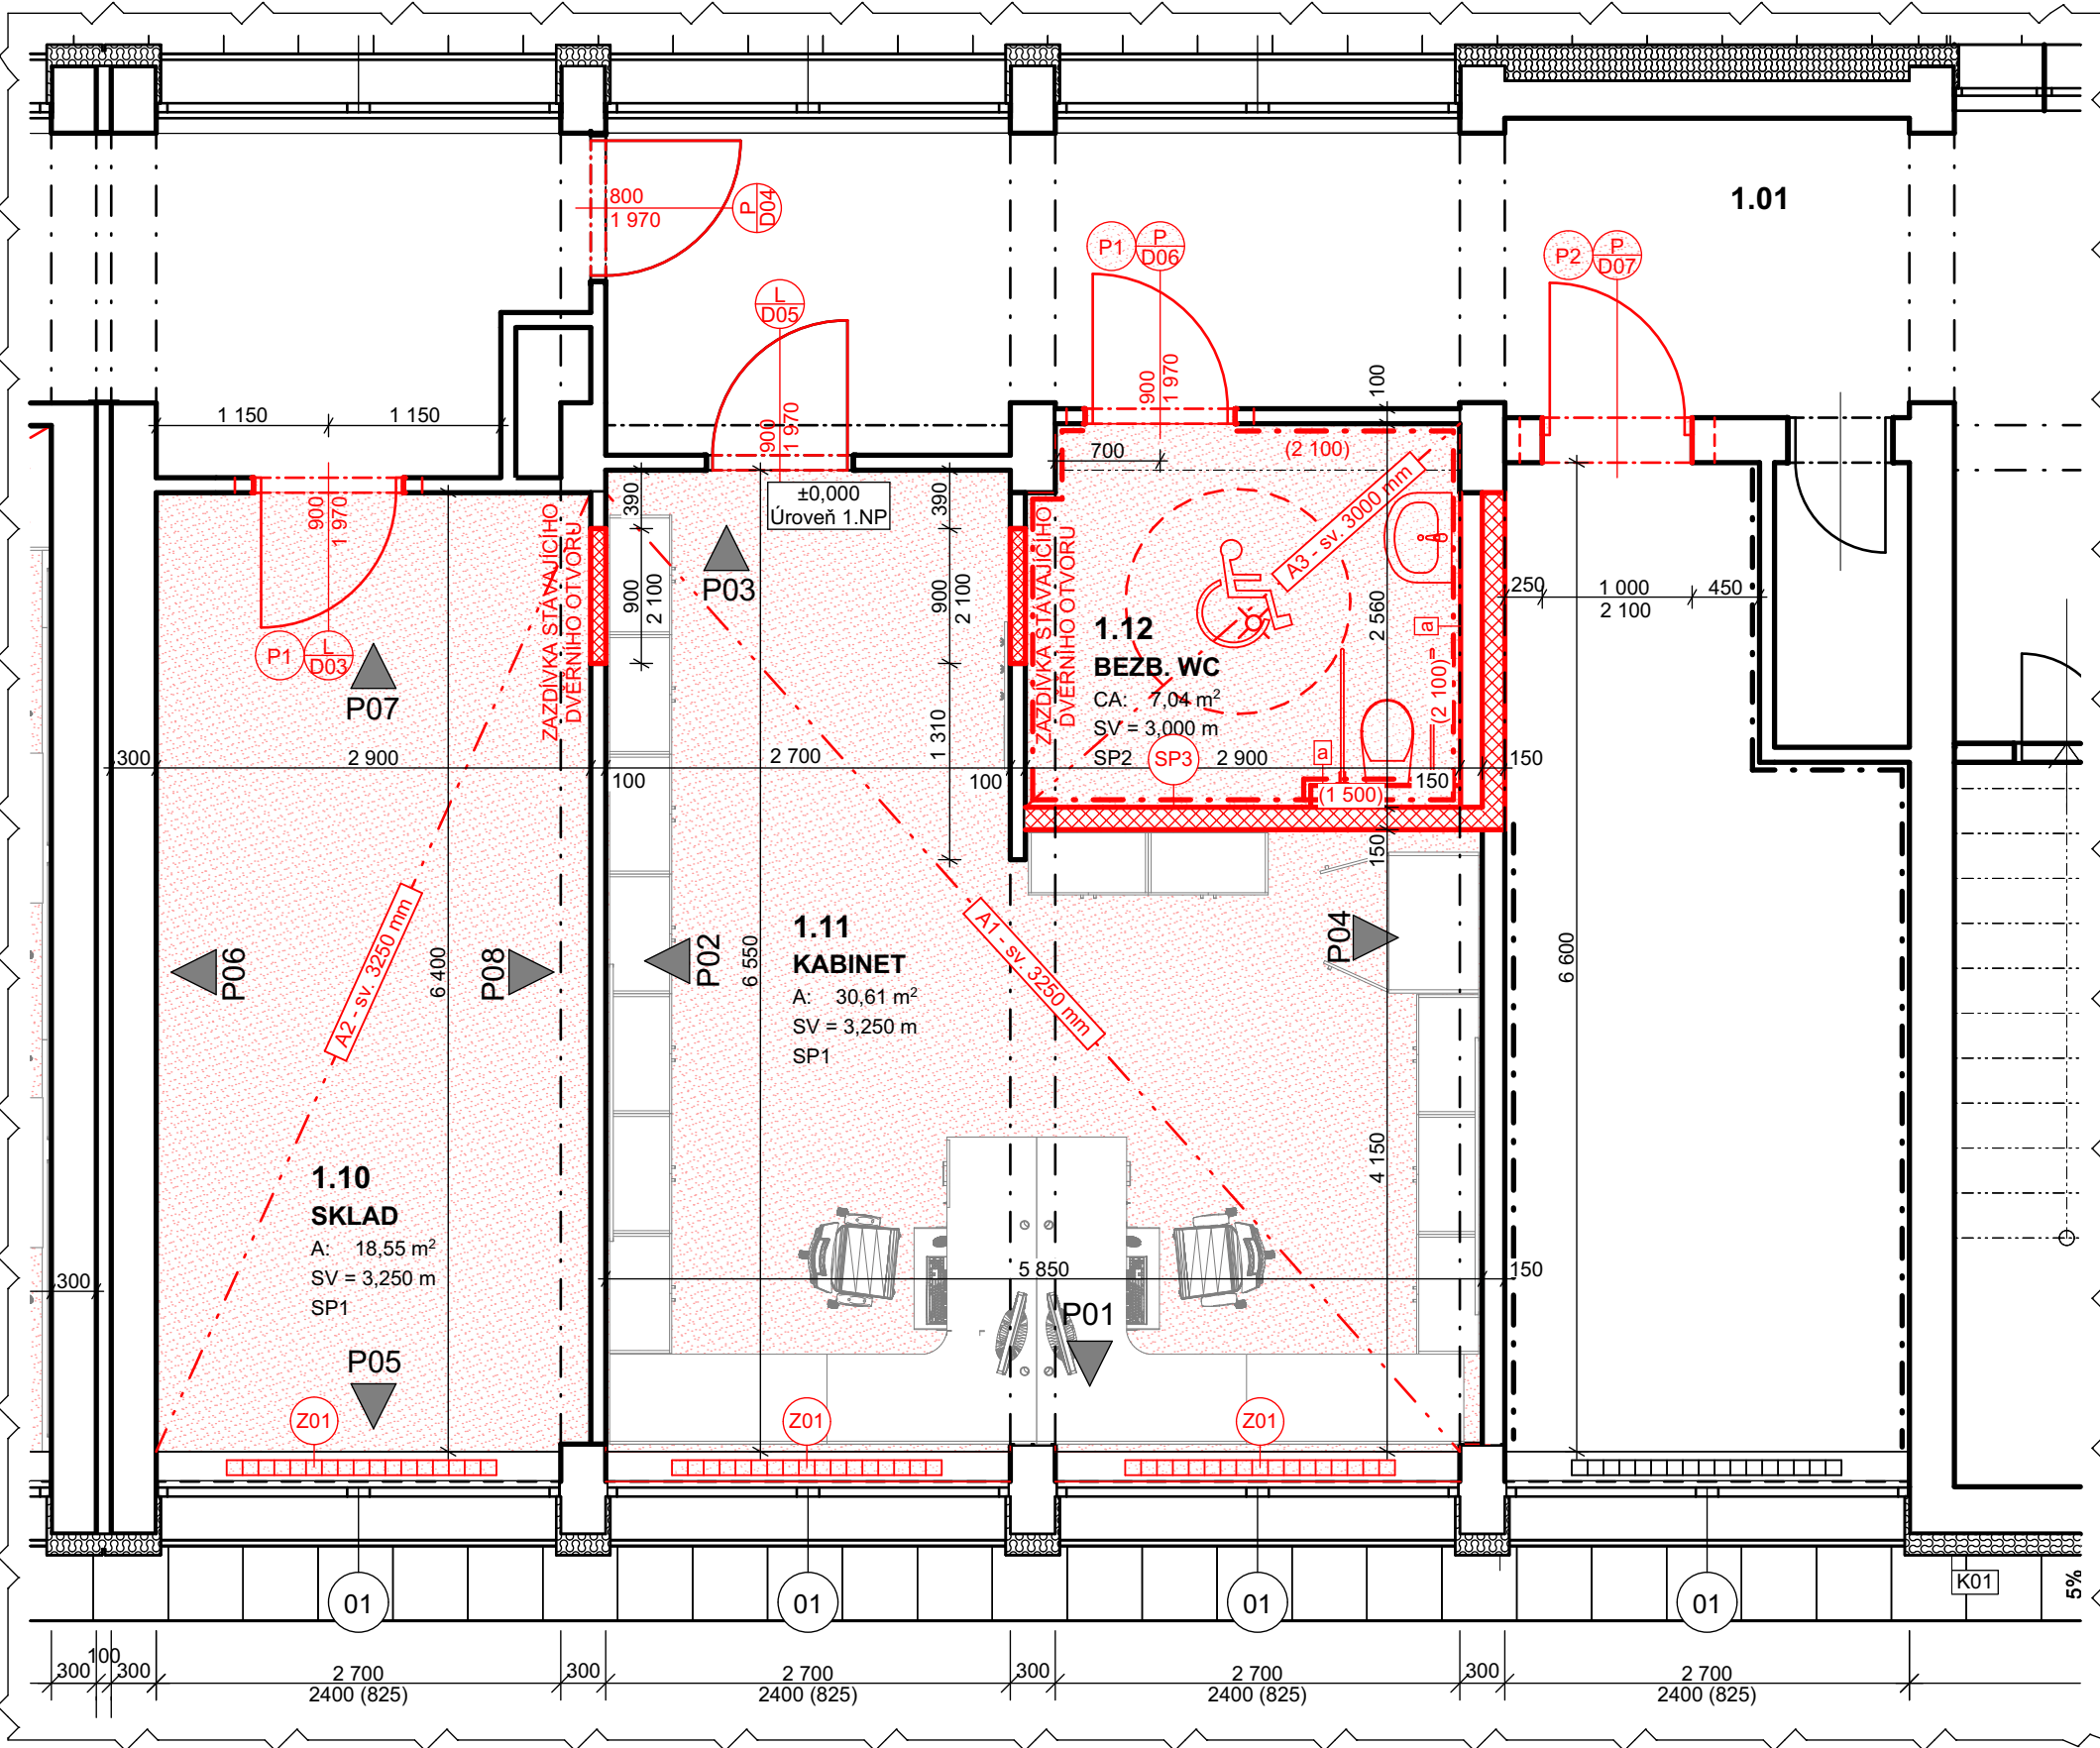 1.01
800
1 970
P
D04
L
D05
900
1 970
P1
P
D06
900
1 970
P2
P
D07
100
1 150
1 150
700
(2 100)
390
390
±0,000
Úroveň 1.NP
900
1 970
ZAZDÍVKA STÁVAJÍCÍHO
DVEŘNÍHO OTVORU
900
2 100
P03
900
2 100
ZAZDÍVKA STÁVAJÍCÍHO
DVEŘNÍHO OTVORU
A3 - sv. 3000 mm
2 560
a
250
1 000
2 100
450
P1
L
D03
P07
1.12
BEZB. WC
CA: 7,04 m²
SV = 3,000 m
SP2
SP3
(2 100)
a
(1 500)
1 310
300
2 900
100
2 700
100
2 900
150
150
150
P06
P08
A2 - sv. 3250 mm
6 400
P02
6 550
1.11
KABINET
A: 30,61 m²
SV = 3,250 m
SP1
A1 - sv. 3250 mm
P04
6 600
4 150
1.10
SKLAD
A: 18,55 m²
SV = 3,250 m
SP1
300
5 850
150
P05
P01
Z01
Z01
Z01
01
01
01
01
K01
5%
300
100
300
2 700
2400 (825)
300
2 700
2400 (825)
300
2 700
2400 (825)
300
2 700
2400 (825)